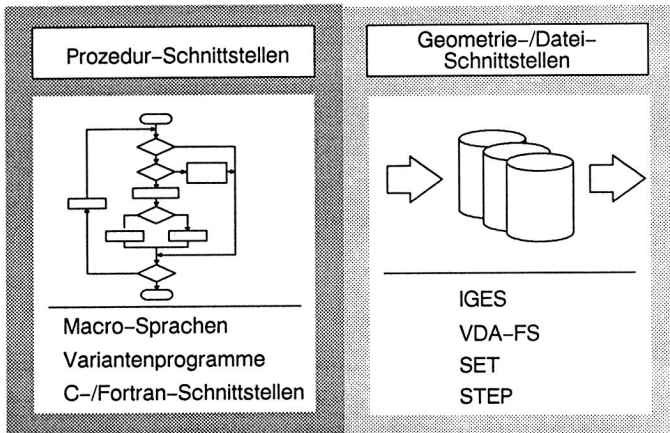 Prozedur–Schnittstellen
Macro–Sprachen
Variantenprogramme
C–/Fortran–Schnittstellen
Geometrie–/Datei–
Schnittstellen
IGES
VDA–FS
SET
STEP